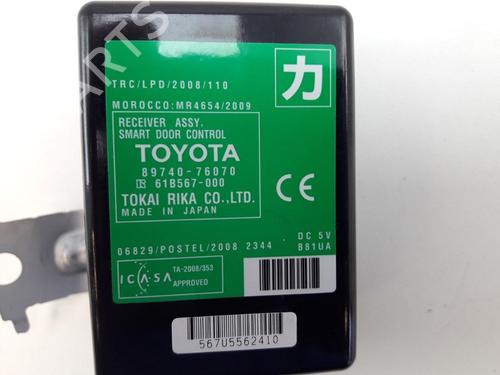 PARTS
TRC/LPD/2008/110
力
MOROCCO:MR4654/2009
RECEIVER ASSY,
SMART DOOR CONTROL
TOYOTA
89740-76070
61B567-000
TOKAI RIKA CO.,LTD.
MADE IN JAPAN
CE
06829/POSTEL/2008 2344
DC 5V
B81UA
ICASA
TA-2008/353
APPROVED
567U5562410